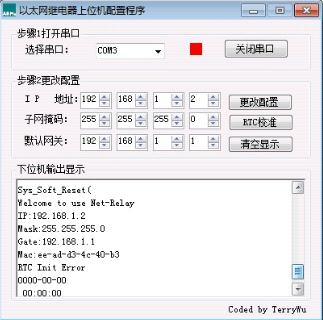 以太网继电器上位机配置程序
步骤1打开串口
选择串口： COM3 关闭串口
步骤2更改配置
I P 地址: 192 168 1 2 更改配置
子网掩码: 255 255 255 0 RTC校准
默认网关: 192 168 1 1 清空显示
下位机输出显示
Sys_Soft_Reset(
Welcome to use Net-Relay
IP:192.168.1.2
Mask:255.255.255.0
Gate:192.168.1.1
Mac:ee-ad-d3-4c-40-b3
RTC Init Error
0000-00-00
00:00:00
Coded by TerryWu